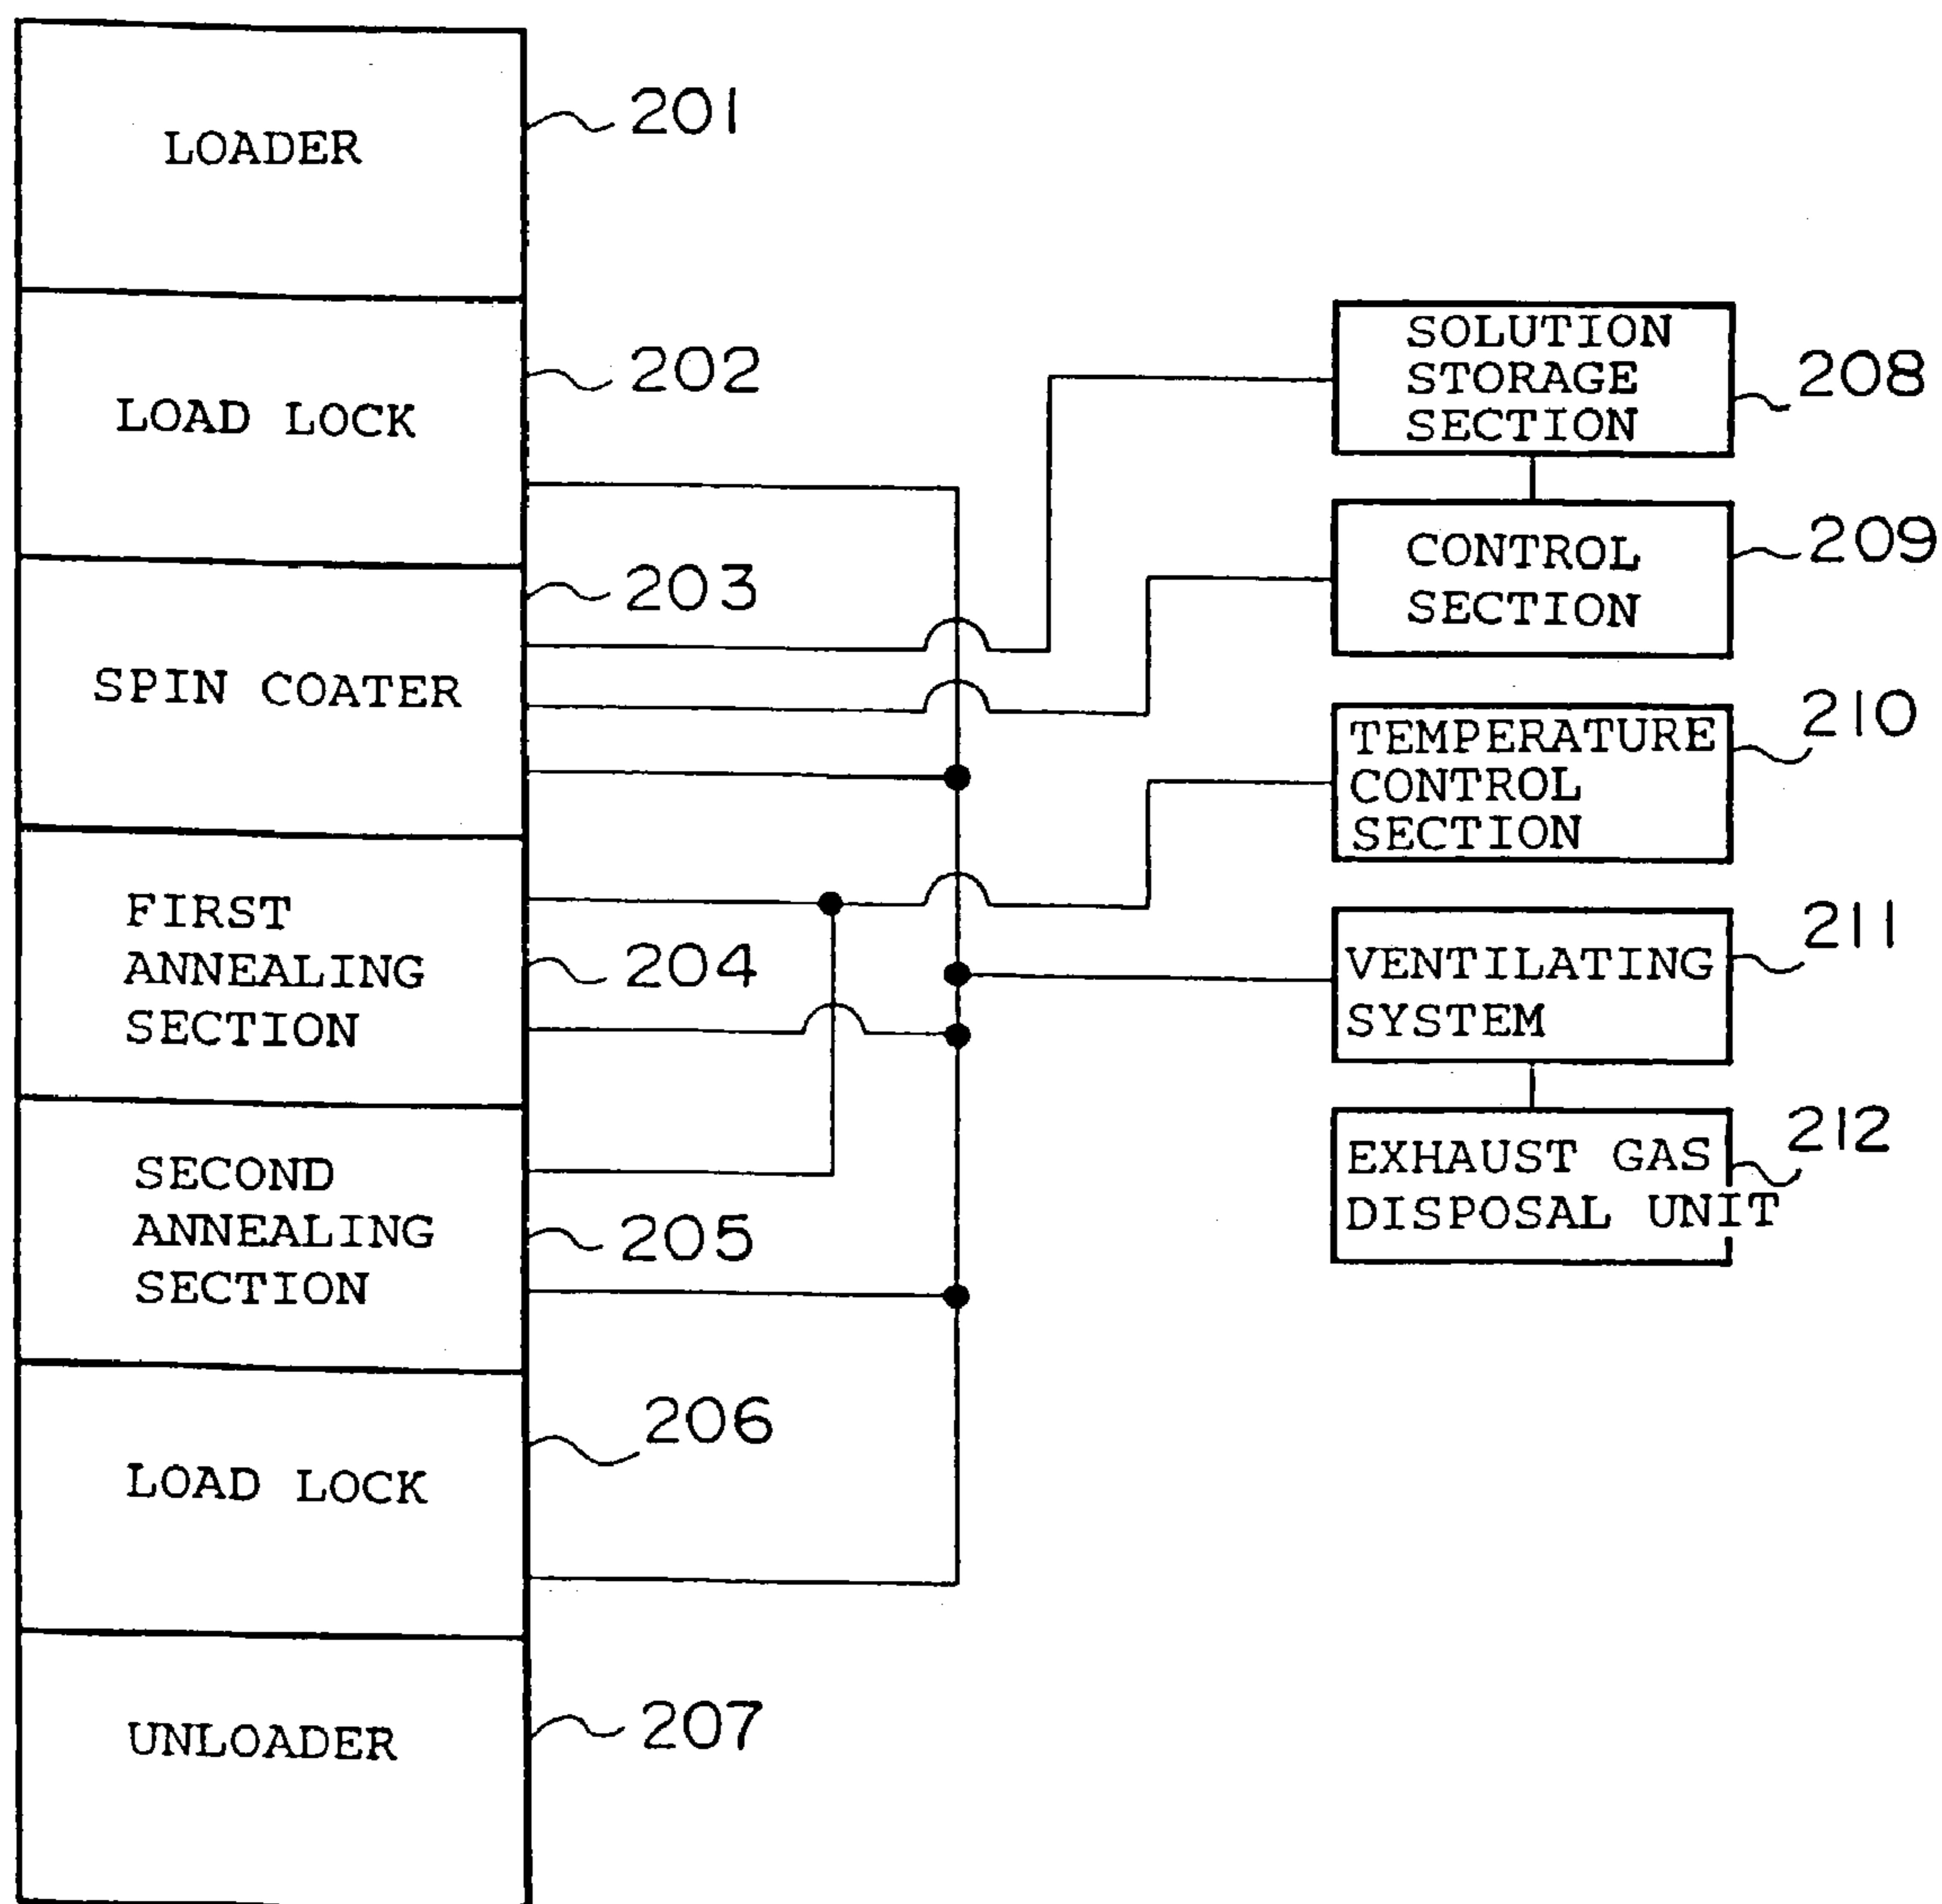 LOADER
201
LOAD LOCK
202
SPIN COATER
203
FIRST
ANNEALING
SECTION
204
SECOND
ANNEALING
SECTION
205
LOAD LOCK
206
UNLOADER
207
SOLUTION
STORAGE
SECTION
208
CONTROL
SECTION
209
TEMPERATURE
CONTROL
SECTION
210
VENTILATING
SYSTEM
211
EXHAUST GAS
DISPOSAL UNIT
212